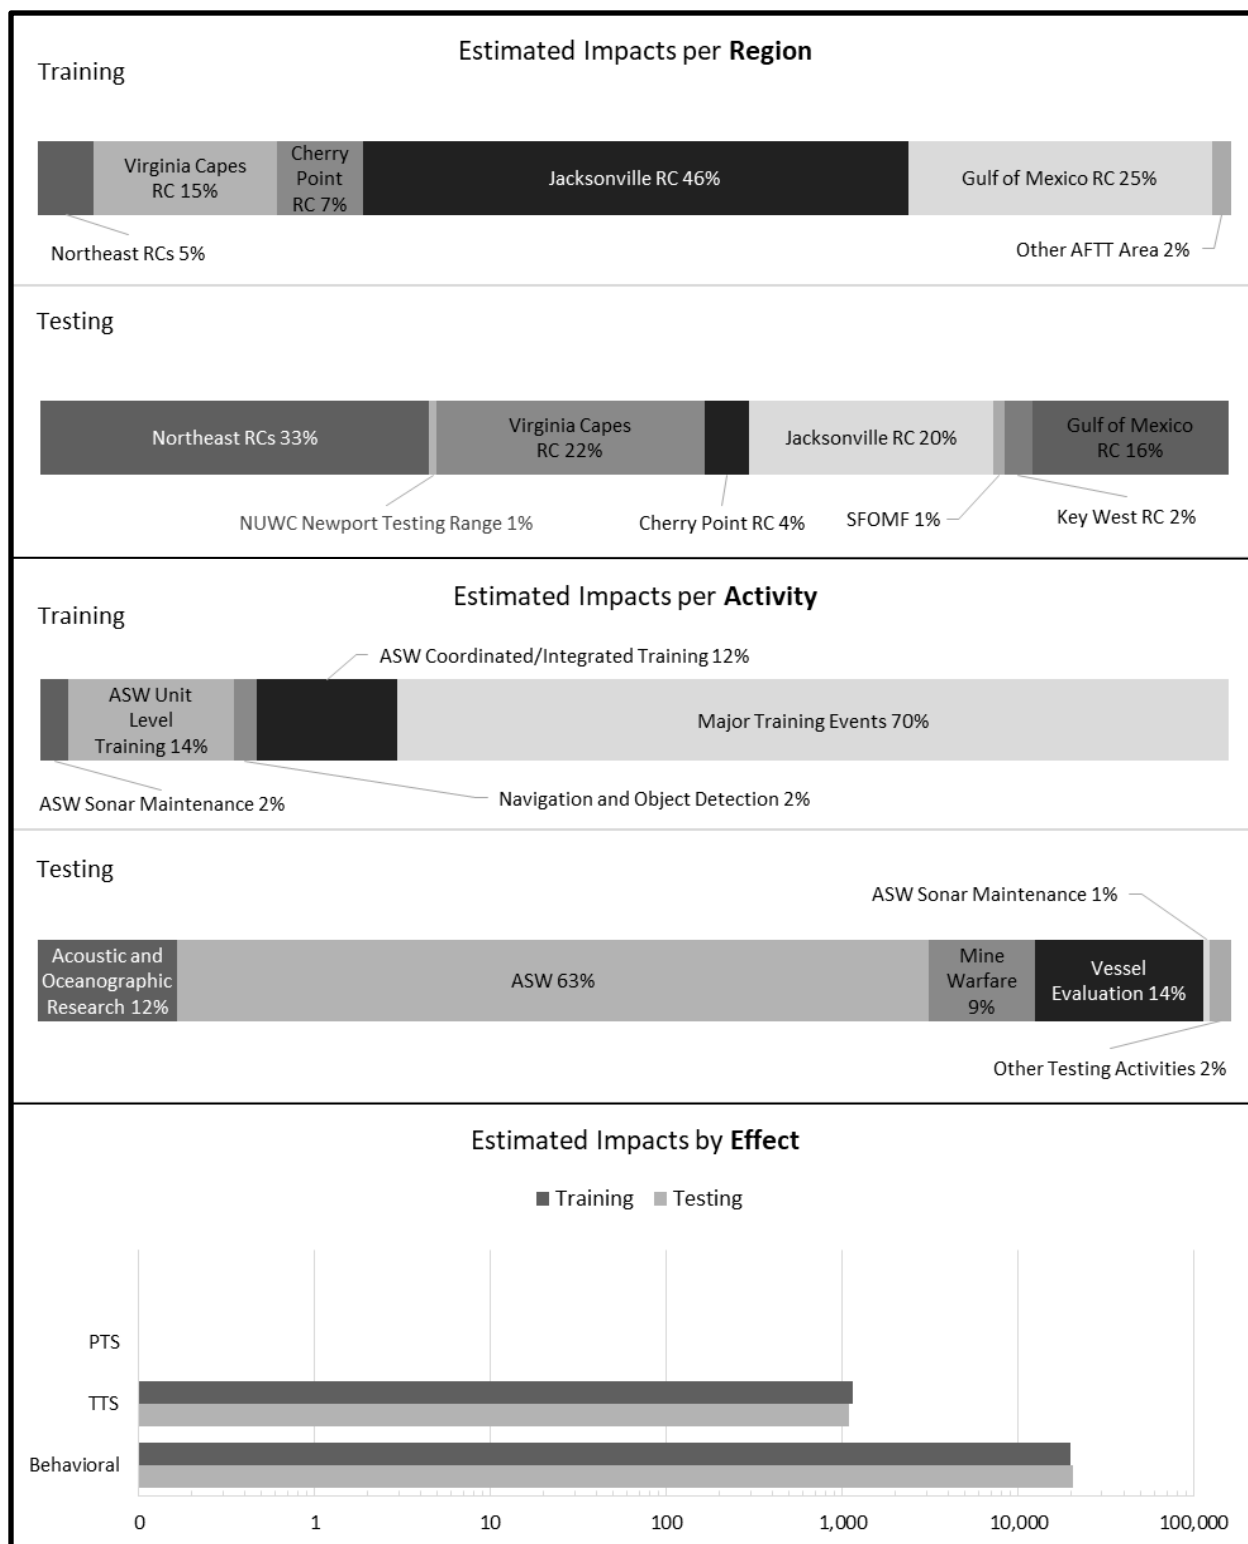 Estimated Impacts per Region
Training
Virginia Capes
RC 15%
Cherry
Point
RC 7%
Jacksonville RC 46%
Gulf of Mexico RC 25%
Northeast RCs 5%
Other AFTT Area 2%
Testing
Northeast RCs 33%
Virginia Capes
RC 22%
Jacksonville RC 20%
Gulf of Mexico
RC 16%
NUWC Newport Testing Range 1%
Cherry Point RC 4%
SFOMF 1%
Key West RC 2%
Estimated Impacts per Activity
Training
ASW Coordinated/Integrated Training 12%
ASW Unit
Level
Training 14%
Major Training Events 70%
ASW Sonar Maintenance 2%
Navigation and Object Detection 2%
Testing
ASW Sonar Maintenance 1%
Acoustic and
Oceanographic
Research 12%
ASW 63%
Mine
Warfare
9%
Vessel
Evaluation 14%
Other Testing Activities 2%
Estimated Impacts by Effect
Training
Testing
PTS
TTS
Behavioral
0
1
10
100
1,000
10,000
100,000